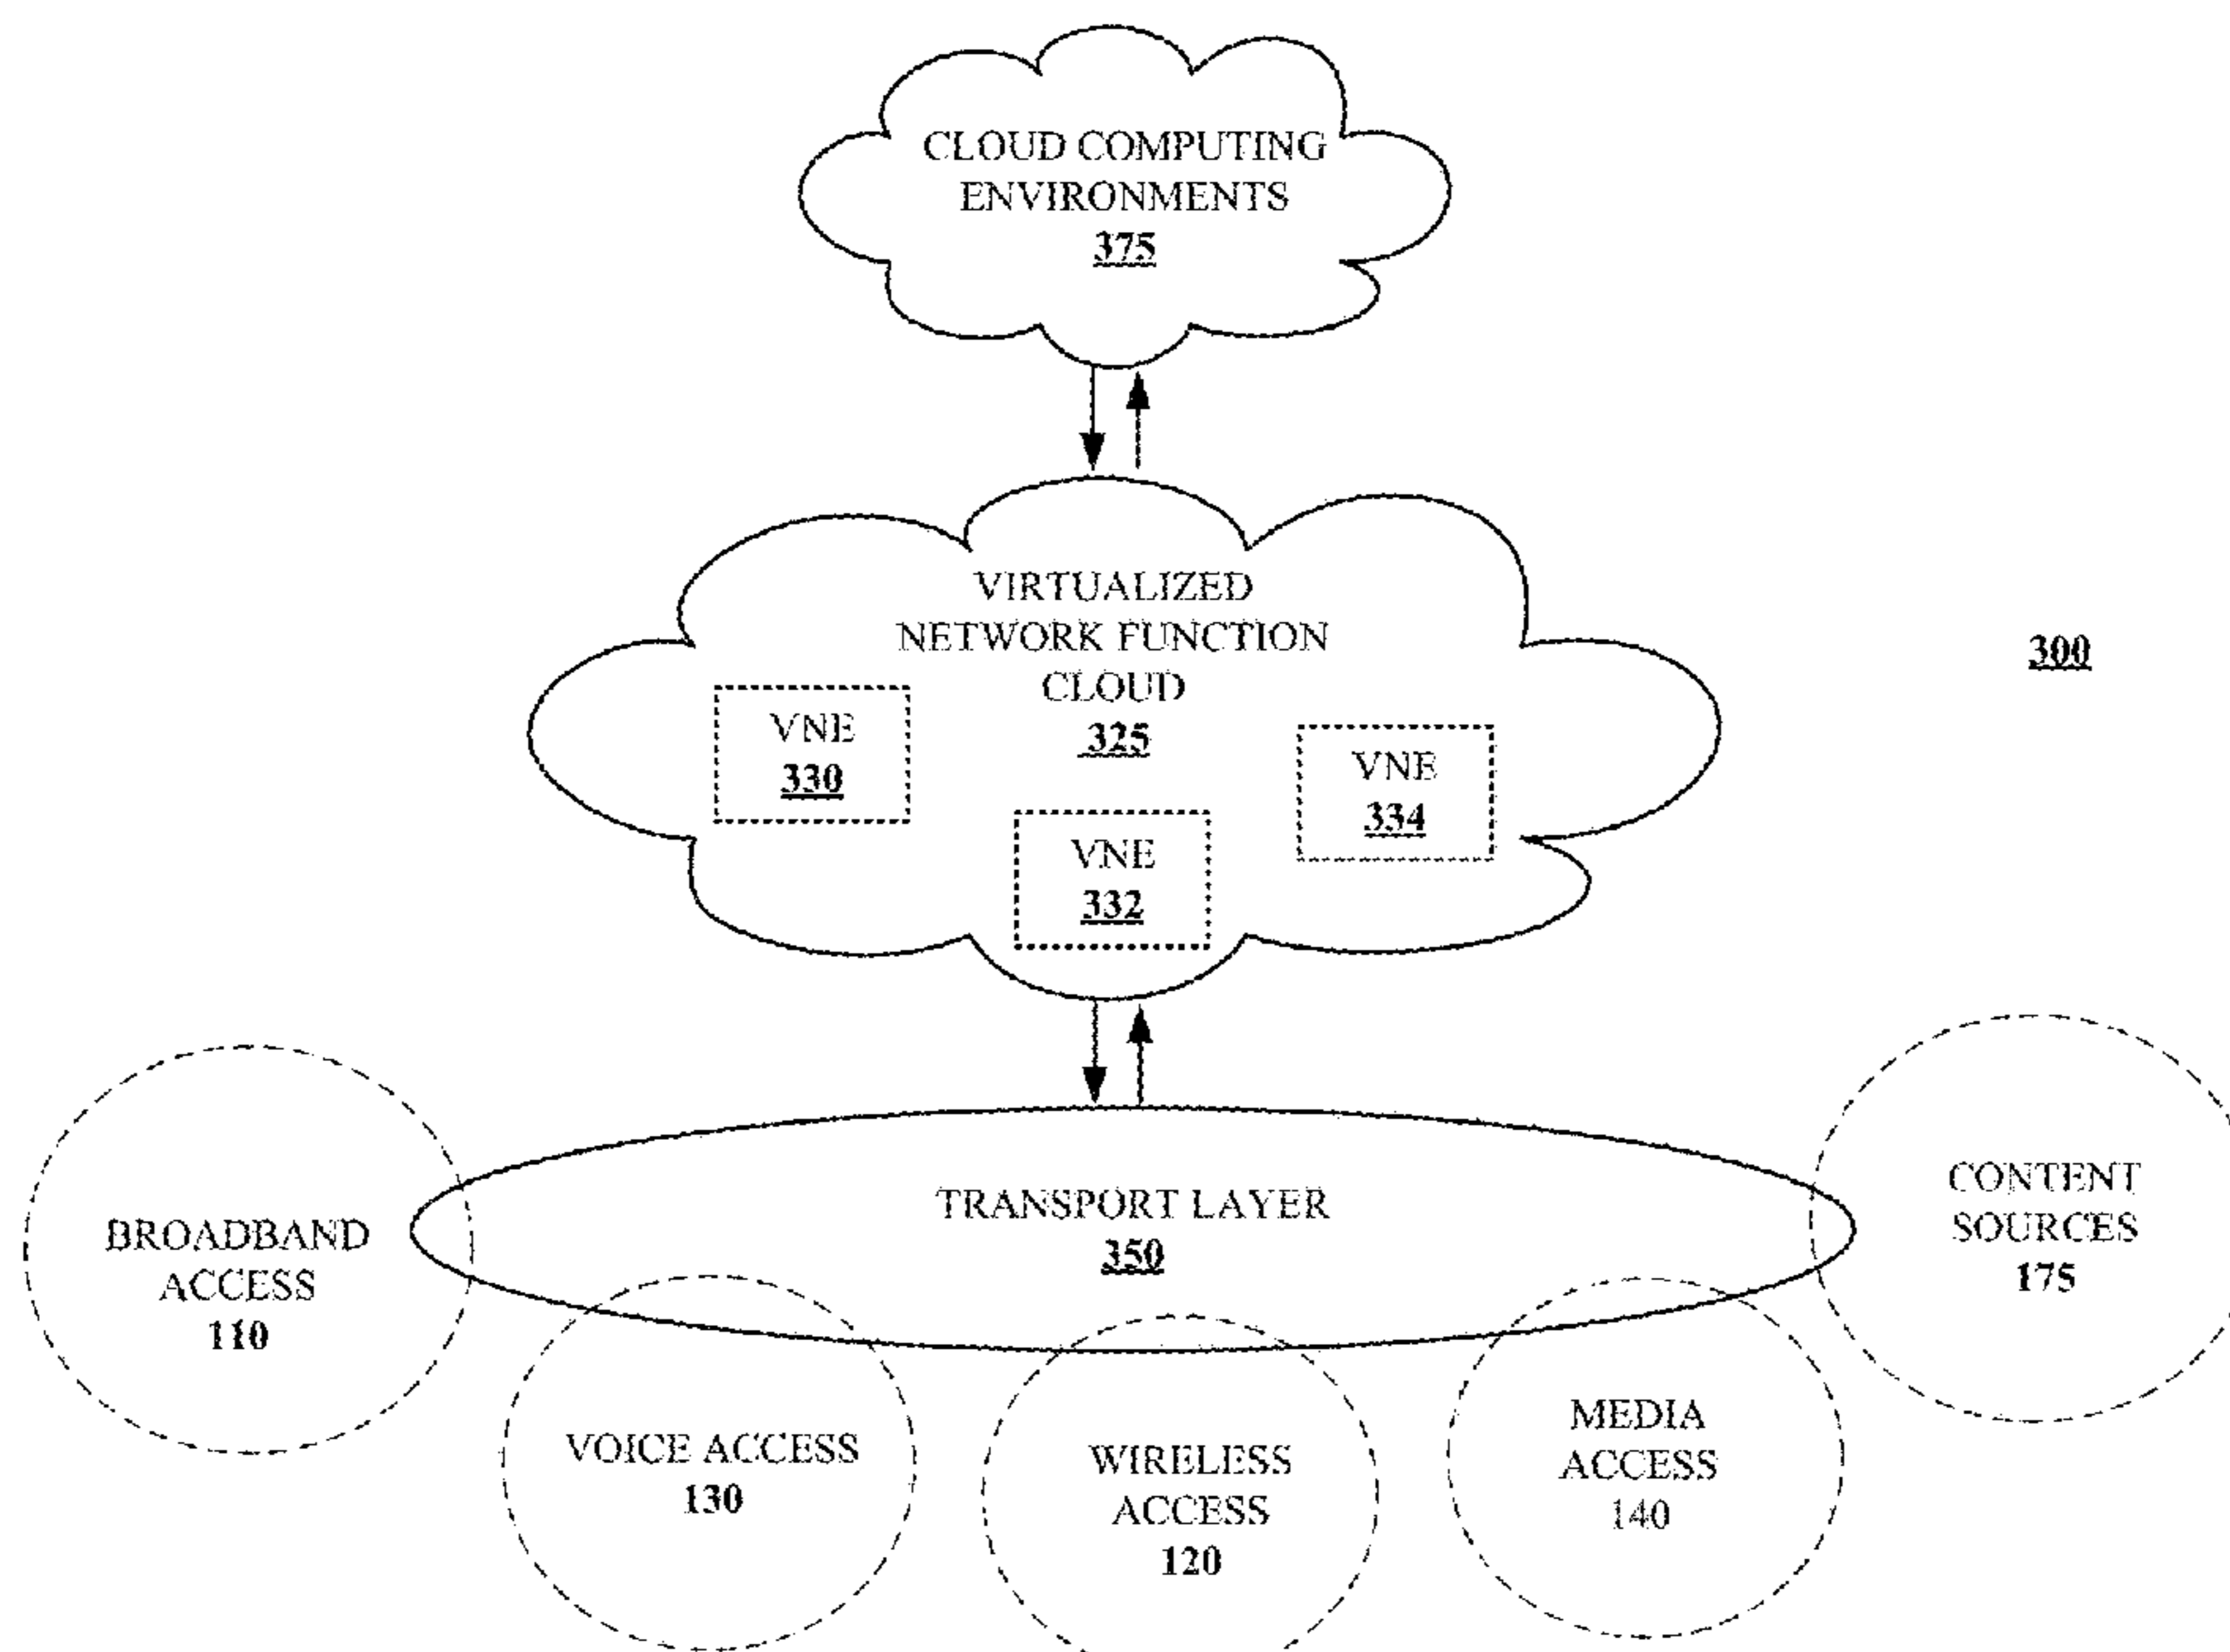 CLOUD COMPUTING
ENVIRONMENTS
375
VIRTUALIZED
NETWORK FUNCTION
CLOUD
325
300
VNE
330
VNE
332
VNE
334
TRANSPORT LAYER
350
BROADBAND
ACCESS
110
VOICE ACCESS
130
WIRELESS
ACCESS
120
MEDIA
ACCESS
140
CONTENT
SOURCES
175